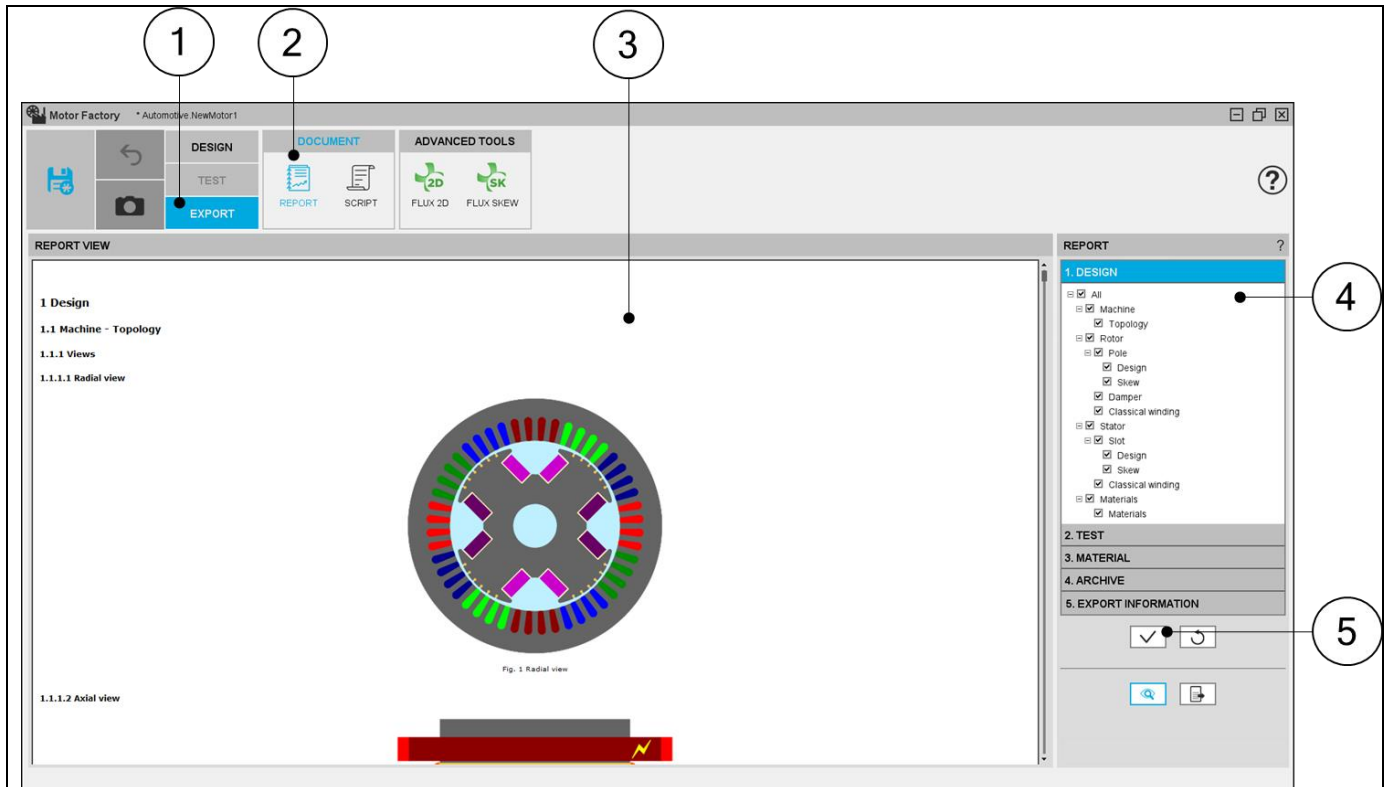 1
2
3
Motor Factory * Automotive.NewMotor1
DESIGN
TEST
EXPORT
DOCUMENT
REPORT
SCRIPT
ADVANCED TOOLS
2D
FLUX 2D
SK
FLUX SKEW
?
REPORT VIEW
1 Design
1.1 Machine - Topology
1.1.1 Views
1.1.1.1 Radial view
Fig. 1 Radial view
1.1.1.2 Axial view
REPORT ?
1. DESIGN
All
Machine
Topology
Rotor
Pole
Design
Skew
Damper
Classical winding
Stator
Slot
Design
Skew
Classical winding
Materials
Materials
2. TEST
3. MATERIAL
4. ARCHIVE
5. EXPORT INFORMATION
4
5